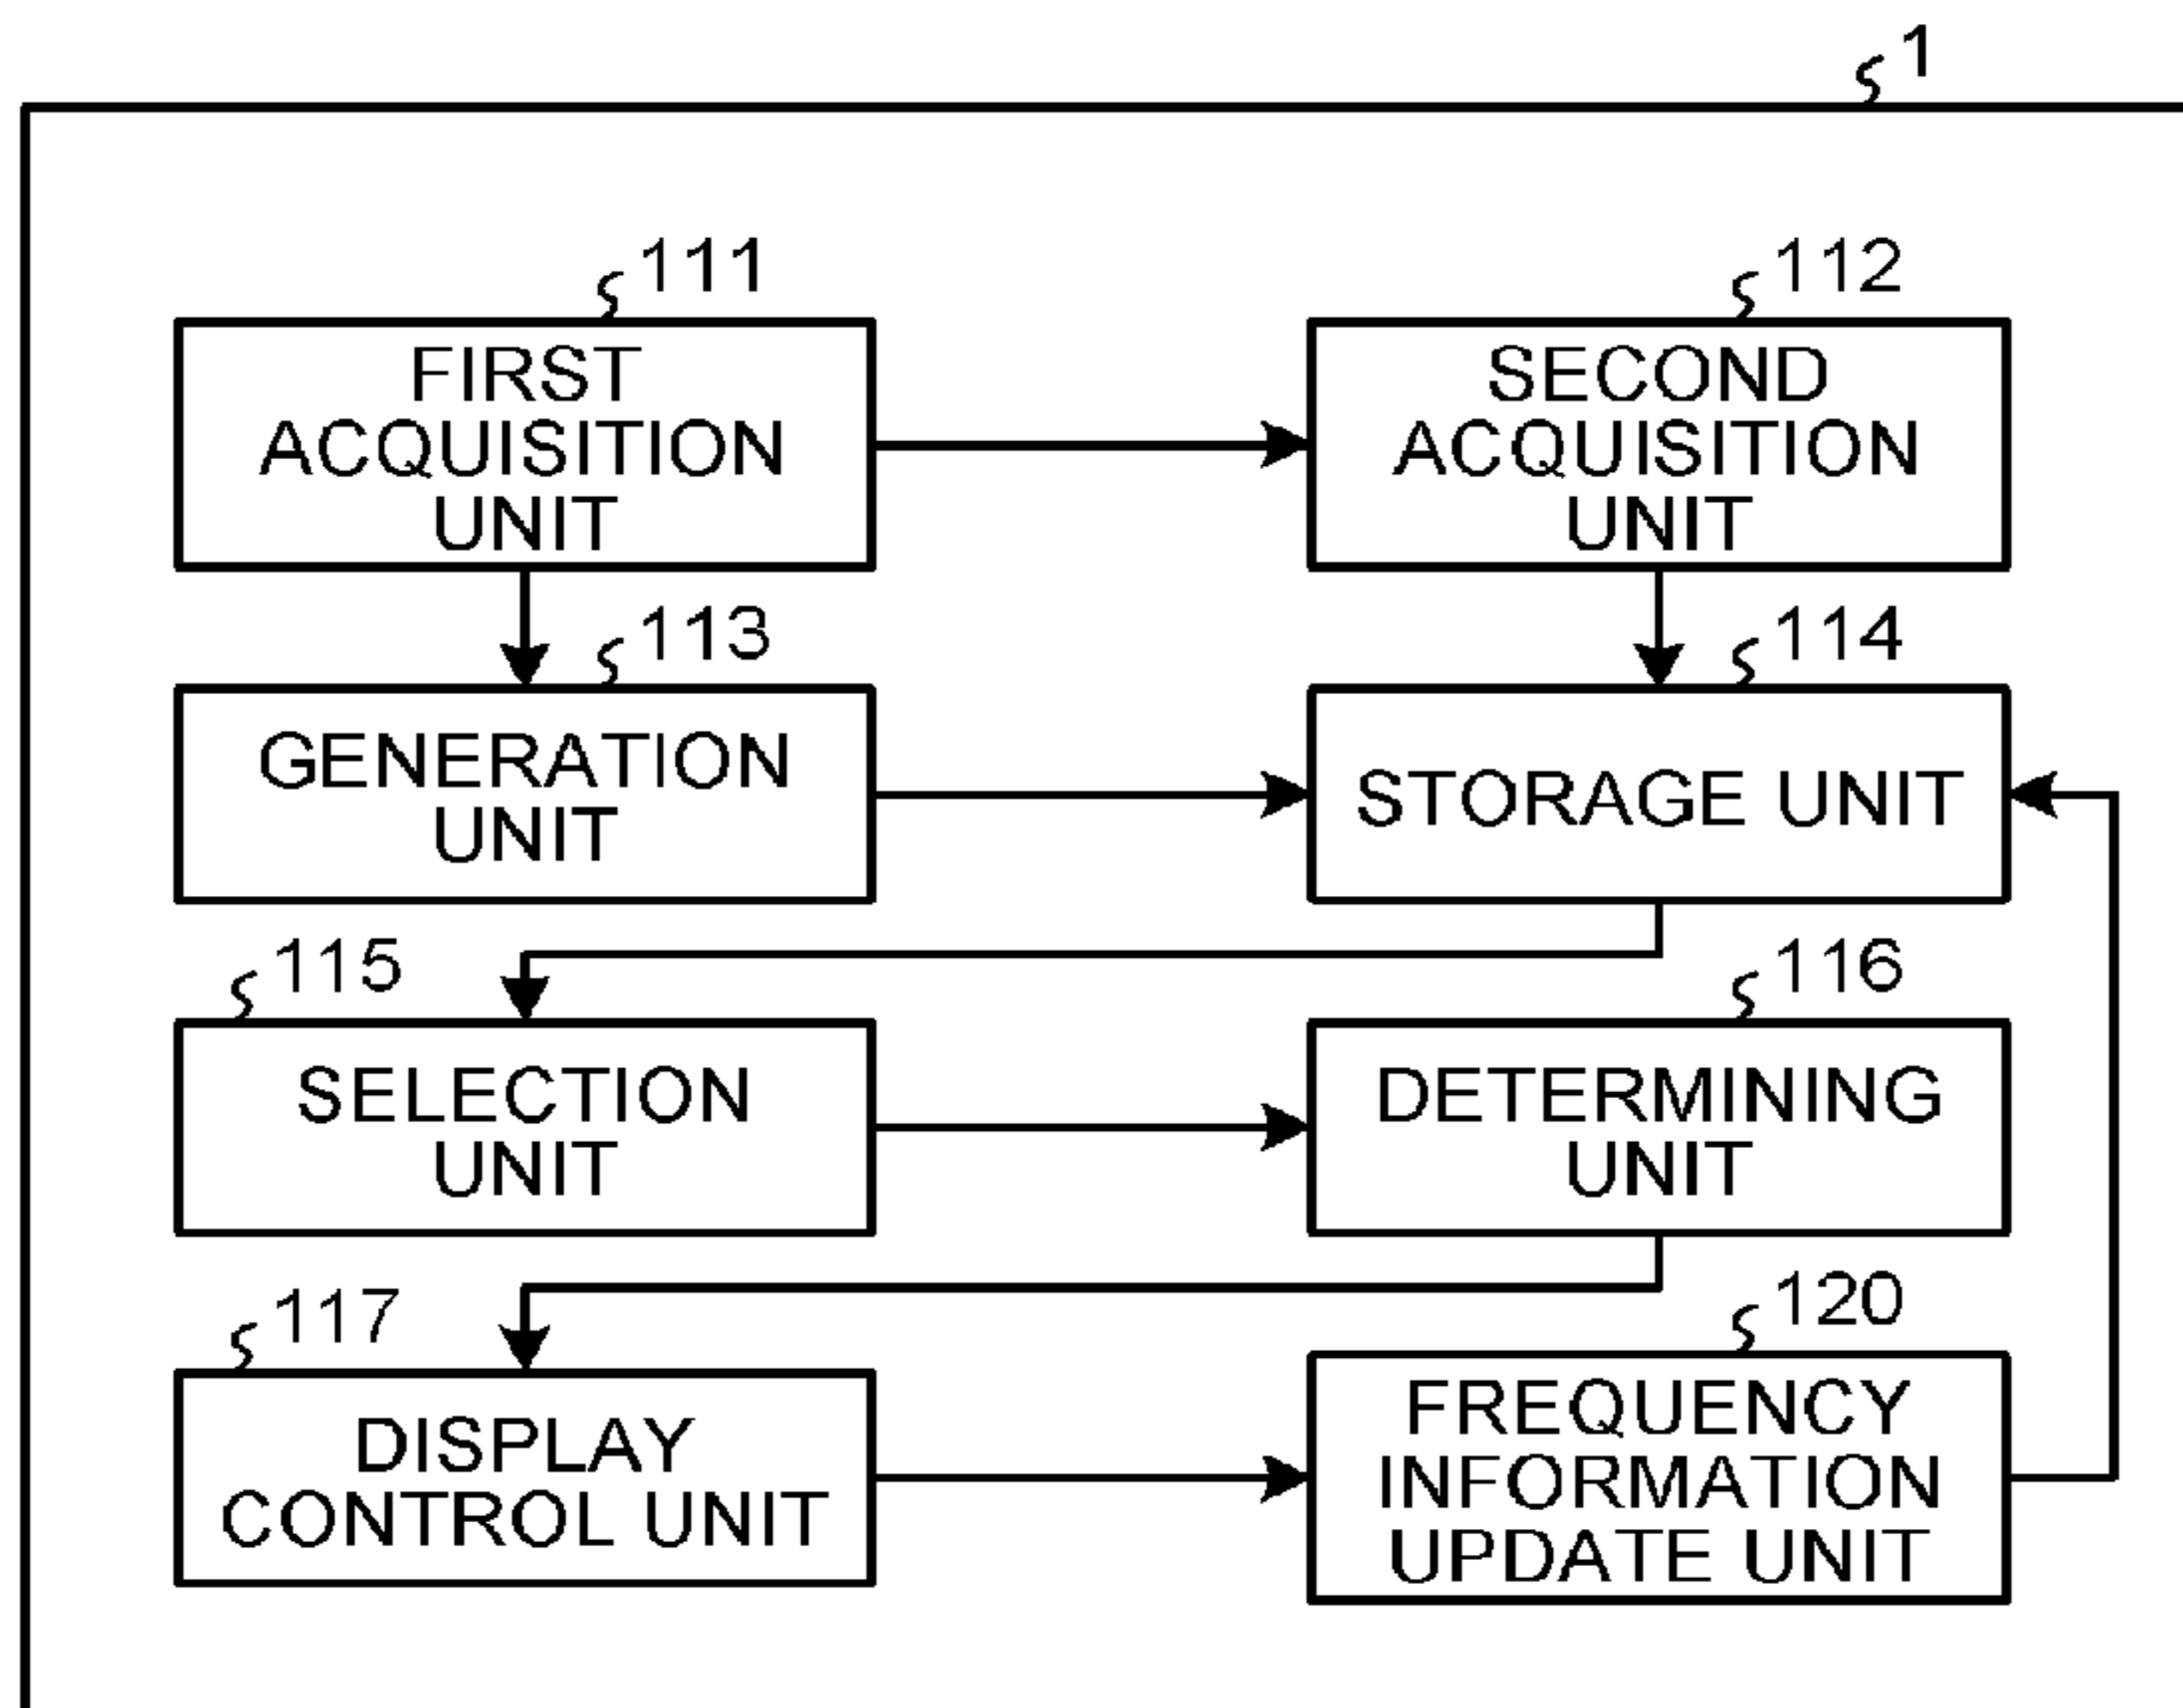 1
111
FIRST
ACQUISITION
UNIT
112
SECOND
ACQUISITION
UNIT
113
GENERATION
UNIT
114
STORAGE UNIT
115
SELECTION
UNIT
116
DETERMINING
UNIT
117
DISPLAY
CONTROL UNIT
120
FREQUENCY
INFORMATION
UPDATE UNIT